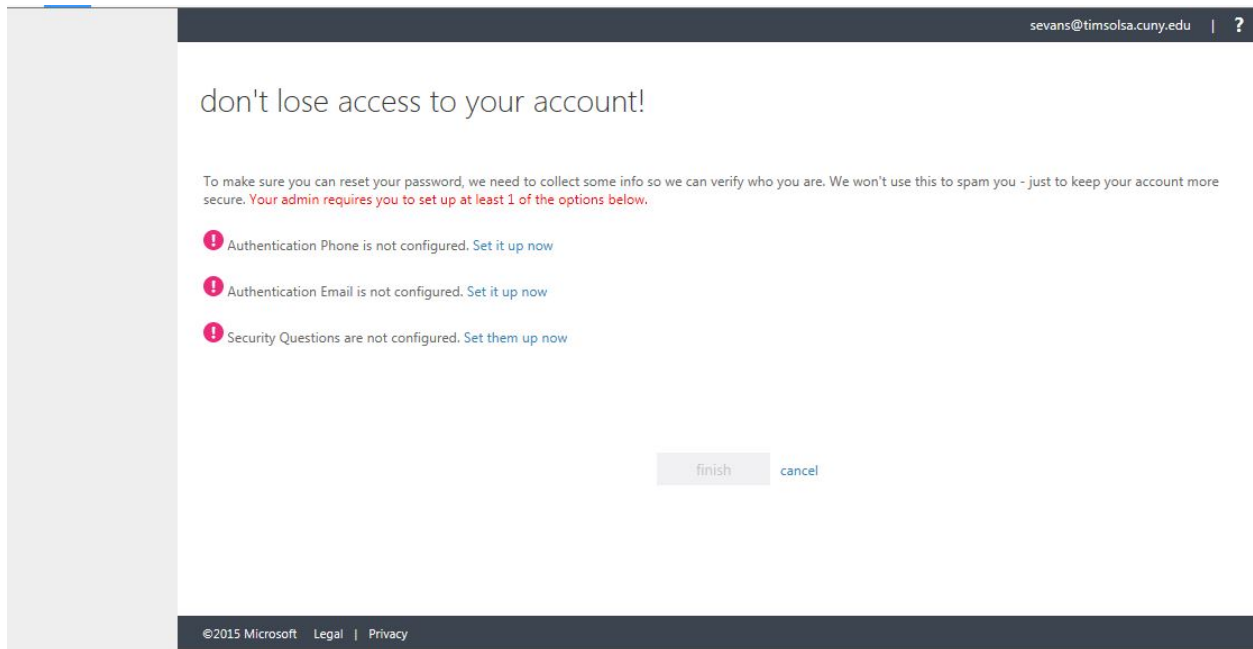 sevans@timsolsa.cuny.edu | ?
don't lose access to your account!
To make sure you can reset your password, we need to collect some info so we can verify who you are. We won't use this to spam you - just to keep your account more
secure. Your admin requires you to set up at least 1 of the options below.
! Authentication Phone is not configured. Set it up now
! Authentication Email is not configured. Set it up now
! Security Questions are not configured. Set them up now
finish cancel
©2015 Microsoft Legal | Privacy